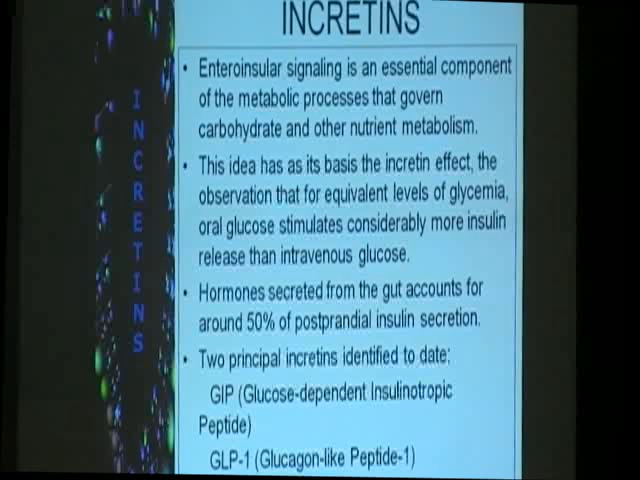 INCRETINS
INCRETINS
• Enteroinsular signaling is an essential component
of the metabolic processes that govern
carbohydrate and other nutrient metabolism.
• This idea has as its basis the incretin effect, the
observation that for equivalent levels of glycemia,
oral glucose stimulates considerably more insulin
release than intravenous glucose.
• Hormones secreted from the gut accounts for
around 50% of postprandial insulin secretion.
• Two principal incretins identified to date:
GIP (Glucose-dependent Insulinotropic
Peptide)
GLP-1 (Glucagon-like Peptide-1)